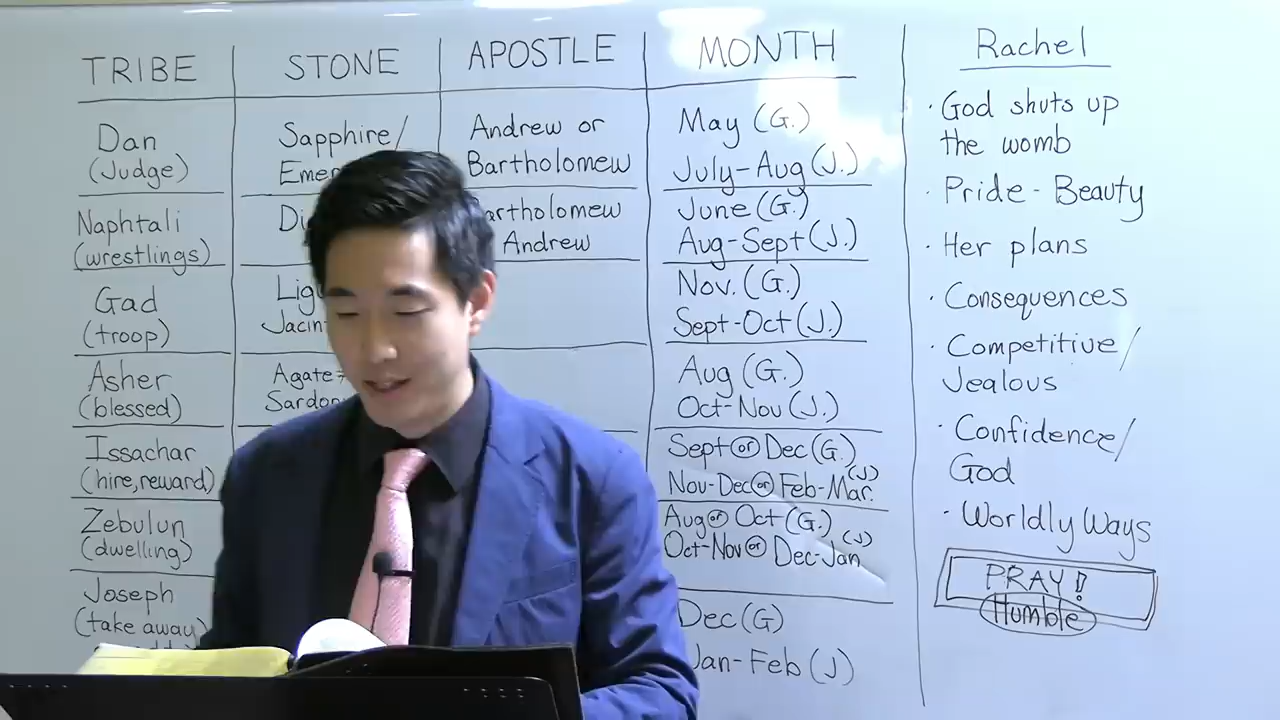 TRIBE
STONE
APOSTLE
MONTH
Dan
(Judge)
Sapphire/
Andrew or
Bartholomew
May (G.)
July-Aug (J.)
Naphtali
(wrestlings)
Andrew
June (G.)
Aug-Sept (J.)
Gad
(troop)
Nov. (G.)
Sept-Oct (J.)
Asher
(blessed)
Aug (G.)
Oct-Nov (J.)
Issachar
(hire, reward)
Sept or Dec (G.)
Nov-Dec or Feb-Mar. (J)
Zebulun
(dwelling)
Aug or Oct (G.)
Oct-Nov or Dec-Jan (J)
Joseph
(take away,
Dec (G)
Jan-Feb (J)
Rachel
· God shuts up
the womb
· Pride - Beauty
· Her plans
· Consequences
· Competitive/
Jealous
· Confidence/
God
· Worldly Ways
PRAY!
Humble